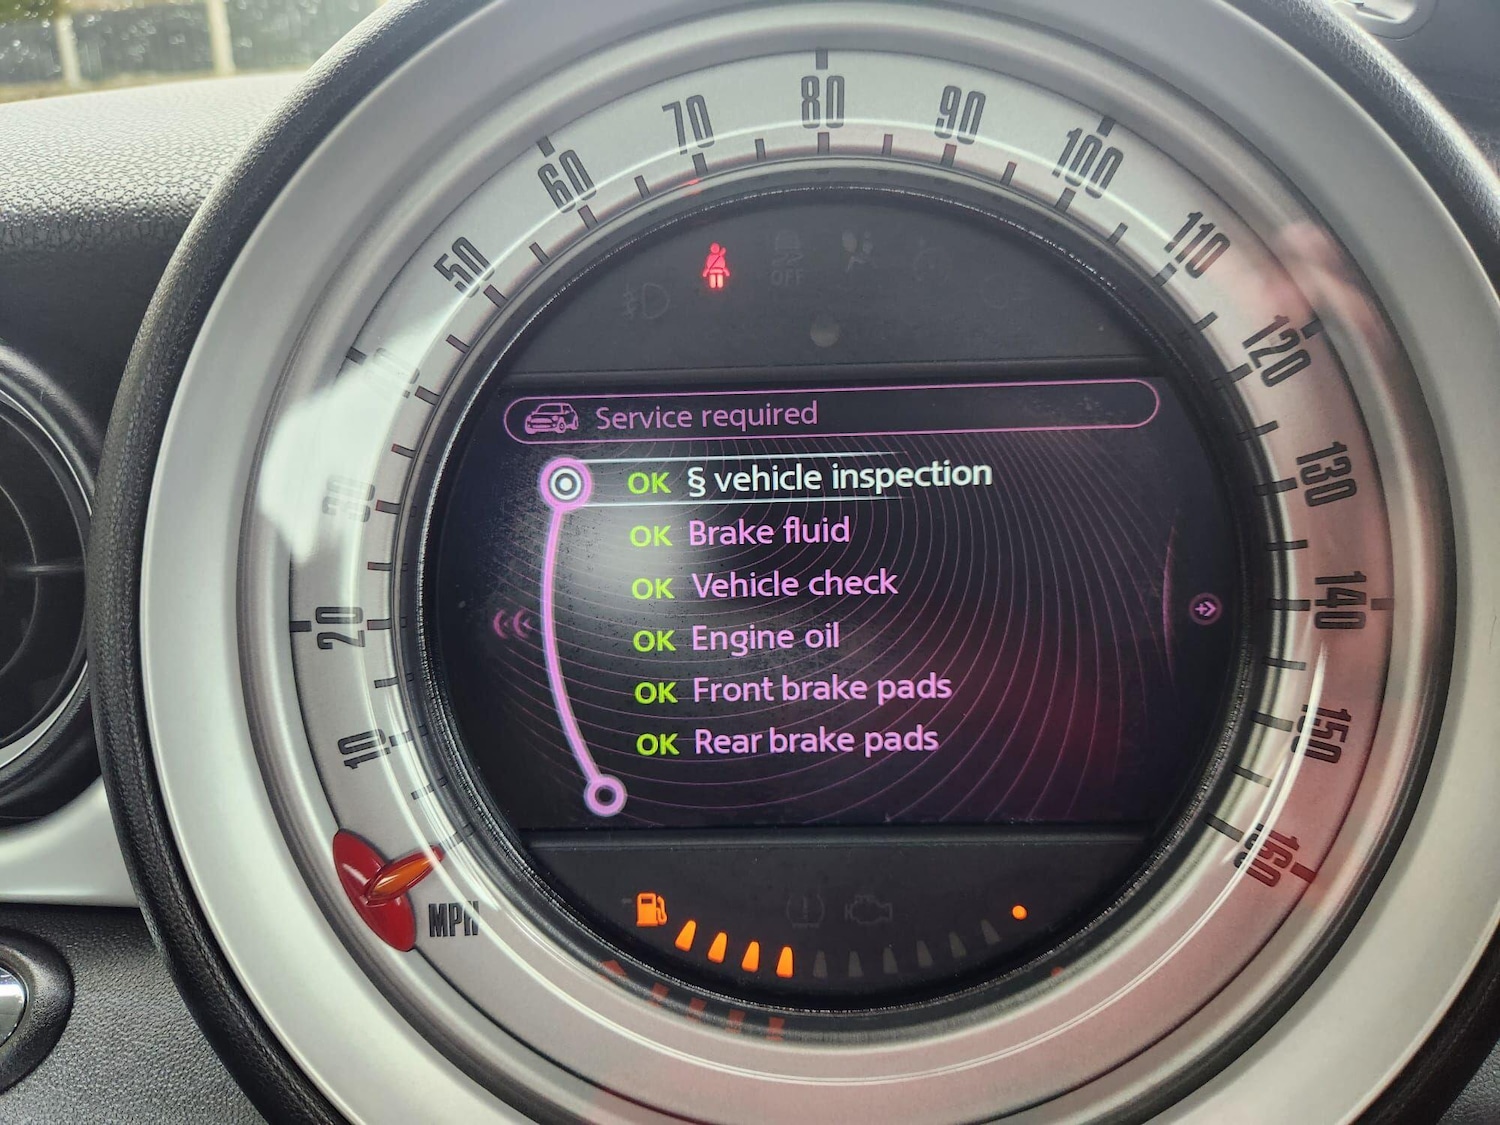 80
70
90
60
100
50
110
120
130
20
140
10
150
160
MPH
OFF
Service required
OK § vehicle inspection
OK Brake fluid
OK Vehicle check
OK Engine oil
OK Front brake pads
OK Rear brake pads